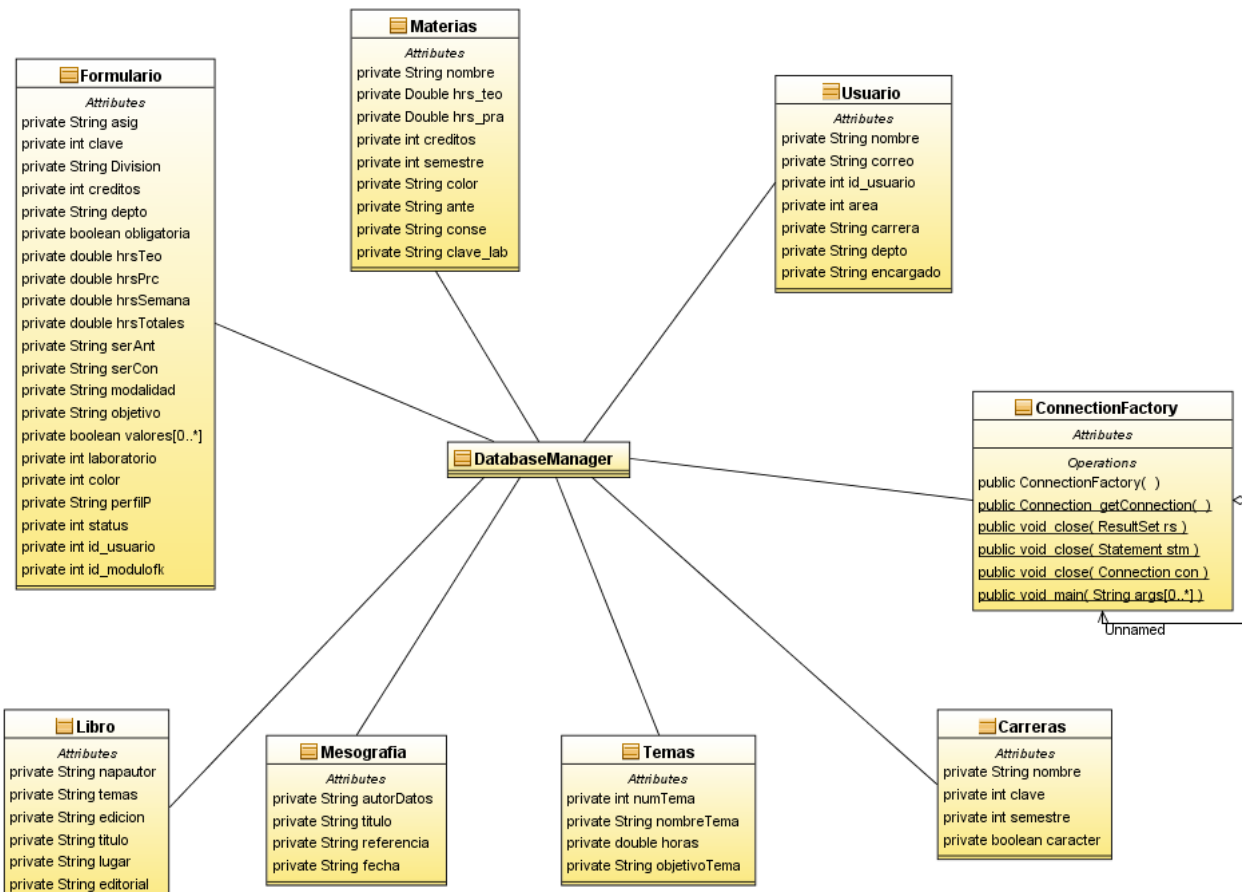 Formulario
Attributes
private String asig
private int clave
private String Division
private int creditos
private String depto
private boolean obligatoria
private double hrsTeo
private double hrsPrc
private double hrsSemana
private double hrsTotales
private String serAnt
private String serCon
private String modalidad
private String objetivo
private boolean valores[0..*]
private int laboratorio
private int color
private String perfilP
private int status
private int id_usuario
private int id_modulofk
Materias
Attributes
private String nombre
private Double hrs_teo
private Double hrs_pra
private int creditos
private int semestre
private String color
private String ante
private String conse
private String clave_lab
Usuario
Attributes
private String nombre
private String correo
private int id_usuario
private int area
private String carrera
private String depto
private String encargado
DatabaseManager
ConnectionFactory
Attributes
Operations
public ConnectionFactory( )
public Connection getConnection( )
public void close( ResultSet rs )
public void close( Statement stm )
public void close( Connection con )
public void main( String args[0..*] )
Unnamed
Libro
Attributes
private String napautor
private String temas
private String edicion
private String titulo
private String lugar
private String editorial
Mesografia
Attributes
private String autorDatos
private String titulo
private String referencia
private String fecha
Temas
Attributes
private int numTema
private String nombreTema
private double horas
private String objetivoTema
Carreras
Attributes
private String nombre
private int clave
private int semestre
private boolean caracter